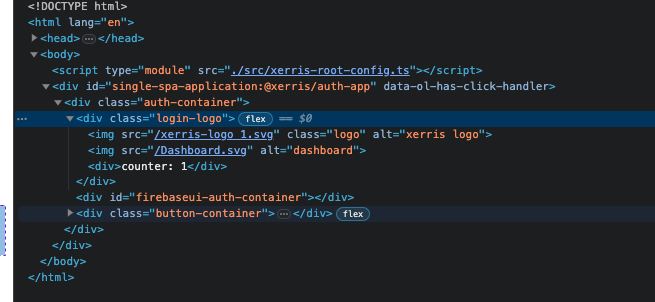 <!DOCTYPE html>
<html lang="en">
<head> ⋯ </head>
<body>
<script type="module" src="./src/xerris-root-config.ts"></script>
<div id="single-spa-application:@xerris/auth-app" data-ol-has-click-handler>
<div class="auth-container">
⋯ <div class="login-logo"> flex == $0
<img src="/xerris-logo 1.svg" class="logo" alt="xerris logo">
<img src="/Dashboard.svg" alt="dashboard">
<div>counter: 1</div>
</div>
<div id="firebaseui-auth-container"></div>
<div class="button-container"> ⋯ </div> flex
</div>
</div>
</body>
</html>